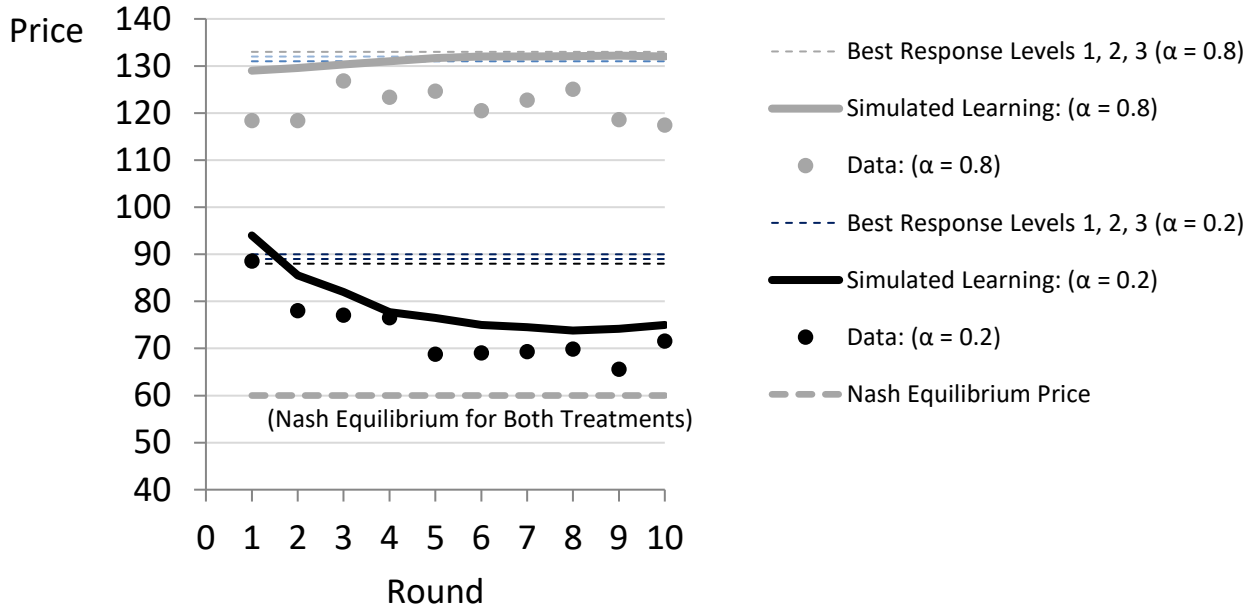 Price
140
130
120
110
100
90
80
70
60
50
40
(Nash Equilibrium for Both Treatments)
0 1 2 3 4 5 6 7 8 9 10
Round
Best Response Levels 1, 2, 3 (α = 0.8)
Simulated Learning: (α = 0.8)
Data: (α = 0.8)
Best Response Levels 1, 2, 3 (α = 0.2)
Simulated Learning: (α = 0.2)
Data: (α = 0.2)
Nash Equilibrium Price